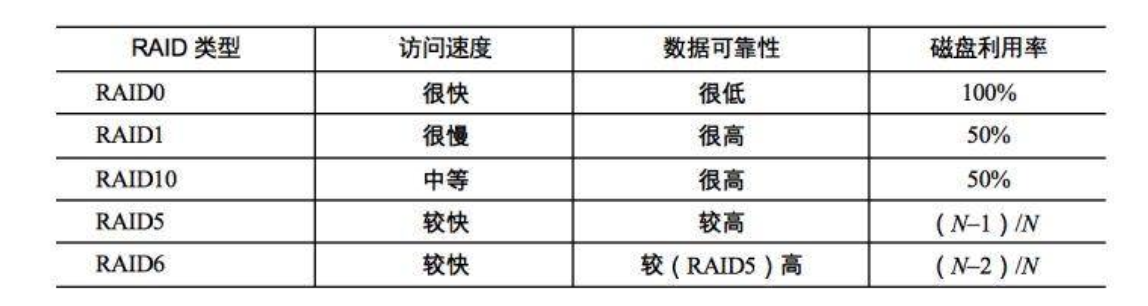 RAID 类型 访问速度 数据可靠性 磁盘利用率
RAID0 很快 很低 100%
RAID1 很慢 很高 50%
RAID10 中等 很高 50%
RAID5 较快 较高 (N–1)/N
RAID6 较快 较(RAID5)高 (N–2)/N